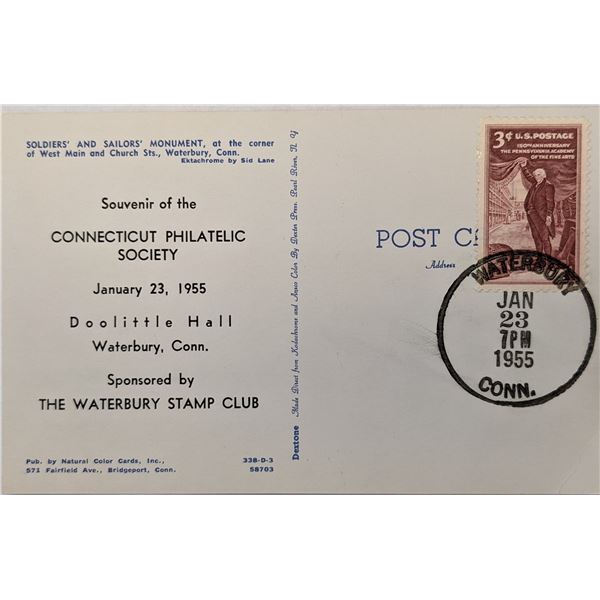 SOLDIERS' AND SAILORS' MONUMENT, at the corner
of West Main and Church Sts., Waterbury, Conn.
Ektachrome by Sid Lane
Souvenir of the
CONNECTICUT PHILATELIC
SOCIETY
January 23, 1955
Doolittle Hall
Waterbury, Conn.
Sponsored by
THE WATERBURY STAMP CLUB
Pub. by Natural Color Cards, Inc.,
571 Fairfield Ave., Bridgeport, Conn.
338-D-3
58703
Dextone Made Direct from Kodachrome and Ansco Color By Dexter Press, Pearl River, N. Y.
POST CA
Address
3¢ U.S. POSTAGE
150TH ANNIVERSARY
THE PENNSYLVANIA ACADEMY
OF THE FINE ARTS
WATERBURY
JAN
23
7PM
1955
CONN.